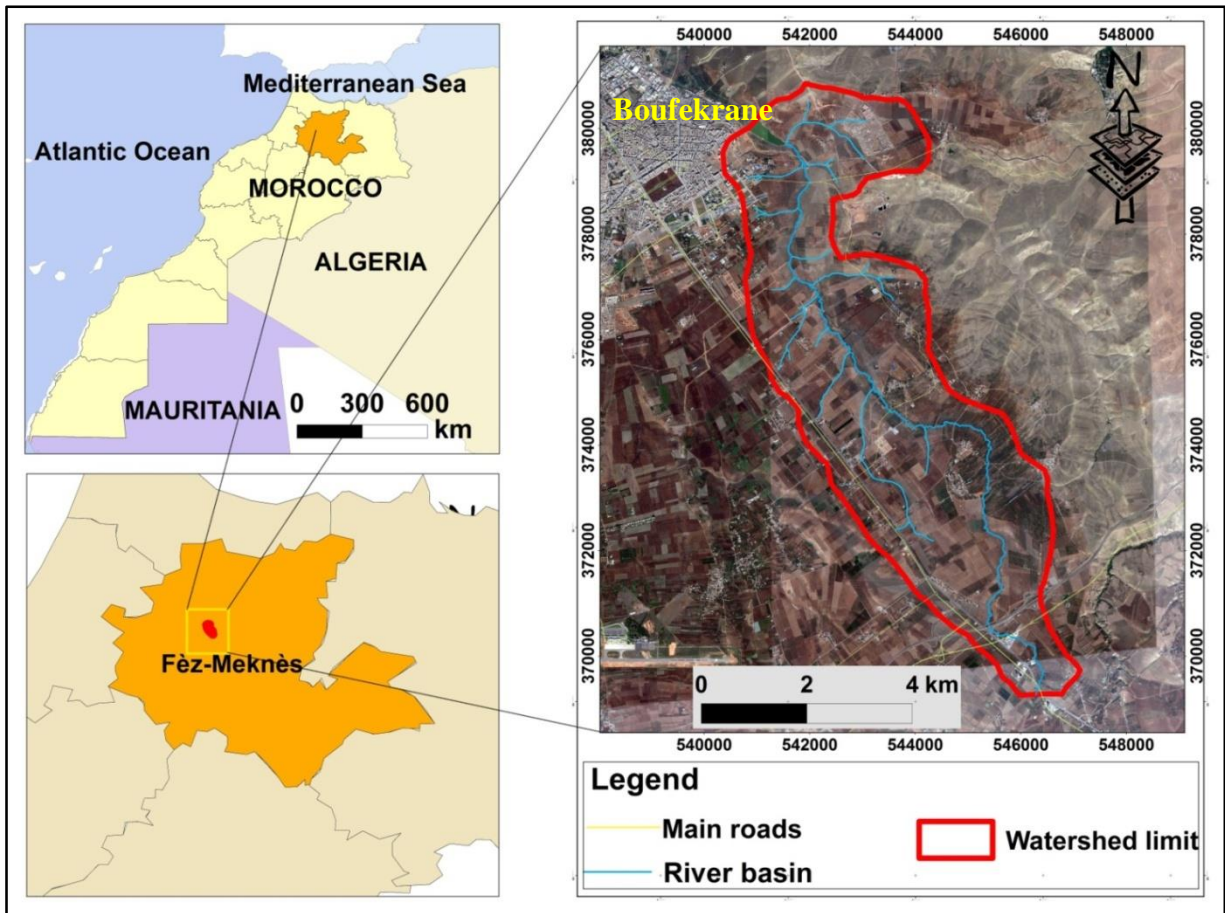 Mediterranean Sea
Atlantic Ocean
MOROCCO
ALGERIA
MAURITANIA
0 300 600
km
Fèz-Meknès
N
540000 542000 544000 546000 548000
Boufekrane
N
380000
378000
376000
374000
372000
370000
380000
378000
376000
374000
372000
370000
0 2 4 km
540000 542000 544000 546000 548000
Legend
Main roads
River basin
Watershed limit